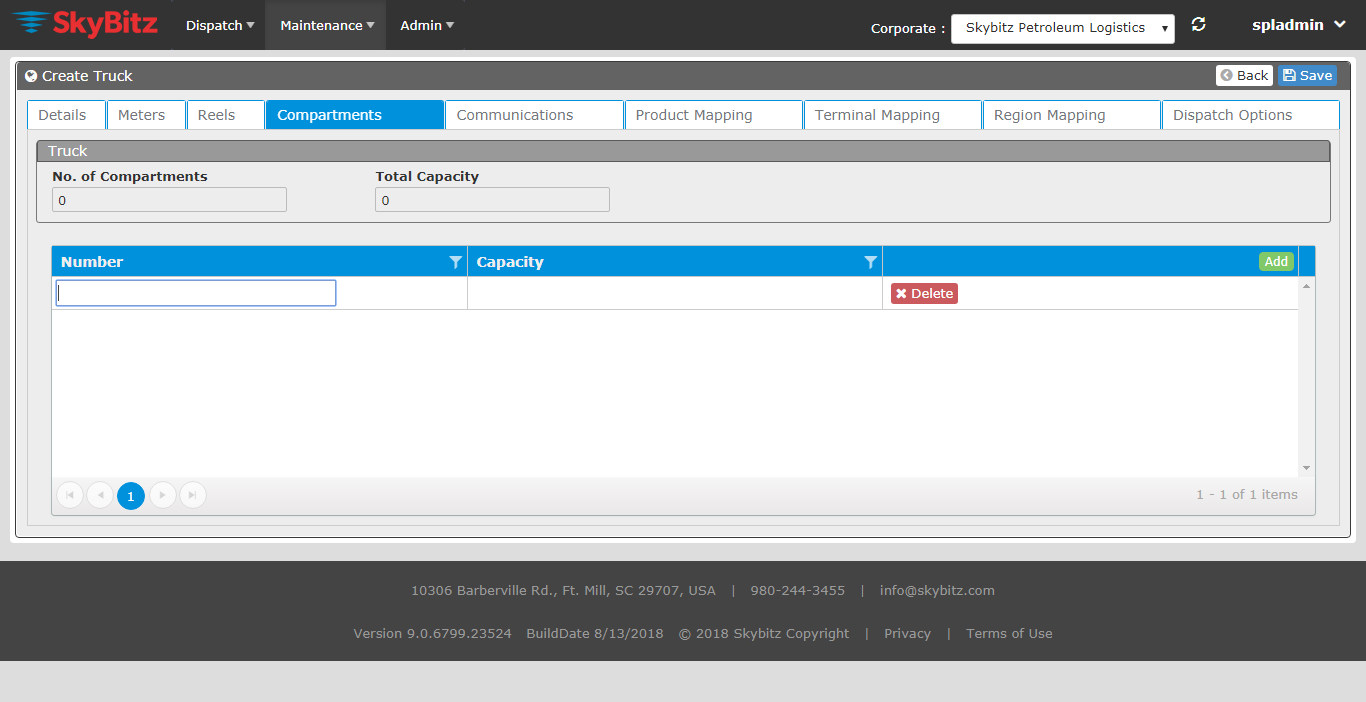 SkyBitz Dispatch Maintenance Admin Corporate : Skybitz Petroleum Logistics spladmin
Create Truck Back Save
Details Meters Reels Compartments Communications Product Mapping Terminal Mapping Region Mapping Dispatch Options
Truck
No. of Compartments Total Capacity
0 0
Number Capacity Add
Delete
1 1 - 1 of 1 items
10306 Barberville Rd., Ft. Mill, SC 29707, USA | 980-244-3455 | info@skybitz.com
Version 9.0.6799.23524 BuildDate 8/13/2018 © 2018 Skybitz Copyright | Privacy | Terms of Use